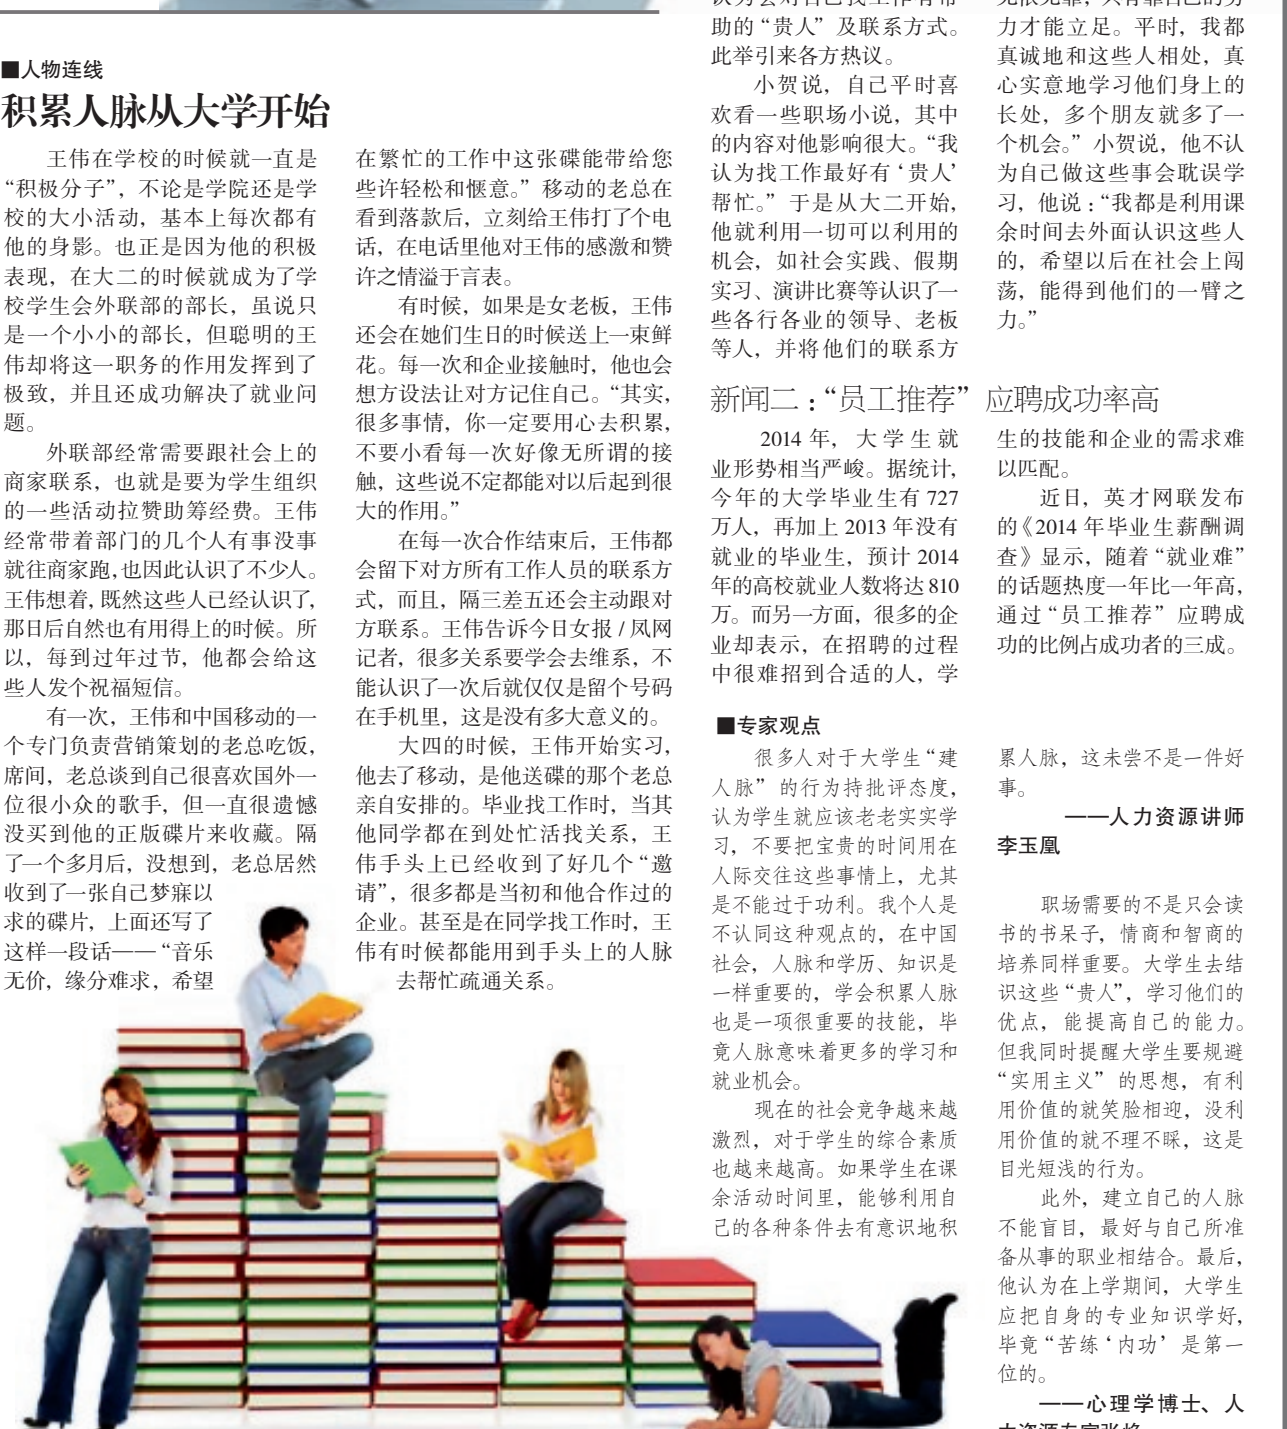 ■人物连线
积累人脉从大学开始
王伟在学校的时候就一直是
“积极分子”，不论是学院还是学
校的大小活动，基本上每次都有
他的身影。也正是因为他的积极
表现，在大二的时候就成为了学
校学生会外联部的部长，虽说只
是一个小小的部长，但聪明的王
伟却将这一职务的作用发挥到了
极致，并且还成功解决了就业问
题。
外联部经常需要跟社会上的
商家联系，也就是要为学生组织
的一些活动拉赞助筹经费。王伟
经常带着部门的几个人有事没事
就往商家跑，也因此认识了不少人。
王伟想着，既然这些人已经认识了，
那日后自然也有用得上的时候。所
以，每到过年过节，他都会给这
些人发个祝福短信。
有一次，王伟和中国移动的一
个专门负责营销策划的老总吃饭，
席间，老总谈到自己很喜欢国外一
位很小众的歌手，但一直很遗憾
没买到他的正版碟片来收藏。隔
了一个多月后，没想到，老总居然
收到了一张自己梦寐以
求的碟片，上面还写了
这样一段话——“音乐
无价，缘分难求，希望
在繁忙的工作中这张碟能带给您
些许轻松和惬意。”移动的老总在
看到落款后，立刻给王伟打了个电
话，在电话里他对王伟的感激和赞
许之情溢于言表。
有时候，如果是女老板，王伟
还会在她们生日的时候送上一束鲜
花。每一次和企业接触时，他也会
想方设法让对方记住自己。“其实，
很多事情，你一定要用心去积累，
不要小看每一次好像无所谓的接
触，这些说不定都能对以后起到很
大的作用。”
在每一次合作结束后，王伟都
会留下对方所有工作人员的联系方
式，而且，隔三差五还会主动跟对
方联系。王伟告诉今日女报/凤网
记者，很多关系要学会去维系，不
能认识了一次后就仅仅是留个号码
在手机里，这是没有多大意义的。
大四的时候，王伟开始实习，
他去了移动，是他送碟的那个老总
亲自安排的。毕业找工作时，当其
他同学都在到处忙活找关系，王
伟手头上已经收到了好几个“邀
请”，很多都是当初和他合作过的
企业。甚至是在同学找工作时，王
伟有时候都能用到手头上的人脉
去帮忙疏通关系。
助的“贵人”及联系方式。
此举引来各方热议。
小贺说，自己平时喜
欢看一些职场小说，其中
的内容对他影响很大。“我
认为找工作最好有‘贵人’
帮忙。”于是从大二开始，
他就利用一切可以利用的
机会，如社会实践、假期
实习、演讲比赛等认识了一
些各行各业的领导、老板
等人，并将他们的联系方
力才能立足。平时，我都
真诚地和这些人相处，真
心实意地学习他们身上的
长处，多个朋友就多了一
个机会。”小贺说，他不认
为自己做这些事会耽误学
习，他说：“我都是利用课
余时间去外面认识这些人
的，希望以后在社会上闯
荡，能得到他们的一臂之
力。”
新闻二：“员工推荐”应聘成功率高
2014年，大学生就
业形势相当严峻。据统计，
今年的大学毕业生有727
万人，再加上2013年没有
就业的毕业生，预计2014
年的高校就业人数将达810
万。而另一方面，很多的企
业却表示，在招聘的过程
中很难招到合适的人，学
生的技能和企业的需求难
以匹配。
近日，英才网联发布
的《2014年毕业生薪酬调
查》显示，随着“就业难”
的话题热度一年比一年高，
通过“员工推荐”应聘成
功的比例占成功者的三成。
■专家观点
很多人对于大学生“建
人脉”的行为持批评态度，
认为学生就应该老老实实学
习，不要把宝贵的时间用在
人际交往这些事情上，尤其
是不能过于功利。我个人是
不认同这种观点的，在中国
社会，人脉和学历、知识是
一样重要的，学会积累人脉
也是一项很重要的技能，毕
竟人脉意味着更多的学习和
就业机会。
现在的社会竞争越来越
激烈，对于学生的综合素质
也越来越高。如果学生在课
余活动时间里，能够利用自
己的各种条件去有意识地积
累人脉，这未尝不是一件好
事。
——人力资源讲师
李玉凰
职场需要的不是只会读
书的书呆子，情商和智商的
培养同样重要。大学生去结
识这些“贵人”，学习他们的
优点，能提高自己的能力。
但我同时提醒大学生要规避
“实用主义”的思想，有利
用价值的就笑脸相迎，没利
用价值的就不理不睬，这是
目光短浅的行为。
此外，建立自己的人脉
不能盲目，最好与自己所准
备从事的职业相结合。最后，
他认为在上学期间，大学生
应把自身的专业知识学好，
毕竟“苦练‘内功’是第一
位的。
——心理学博士、人